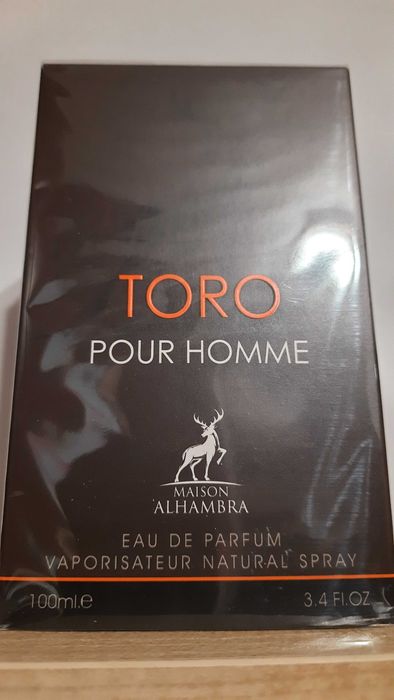 TORO
POUR HOMME
MAISON
ALHAMBRA
EAU DE PARFUM
VAPORISATEUR NATURAL SPRAY
100ml.e 3.4 Fl.OZ